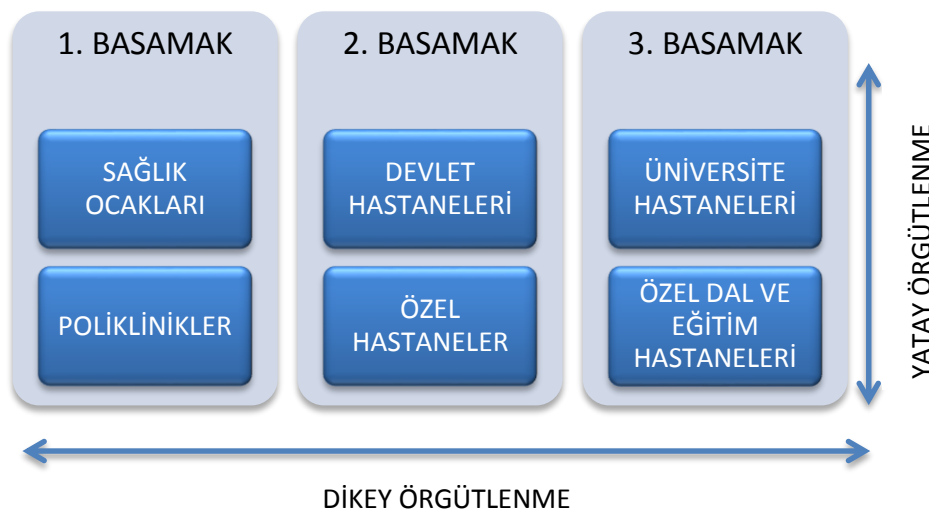 1. BASAMAK
SAĞLIK
OCAKLARI
POLİKLİNİKLER
2. BASAMAK
DEVLET
HASTANELERİ
ÖZEL
HASTANELER
3. BASAMAK
ÜNİVERSİTE
HASTANELERİ
ÖZEL DAL VE
EĞİTİM
HASTANELERİ
YATAY ÖRGÜTLENME
DİKEY ÖRGÜTLENME